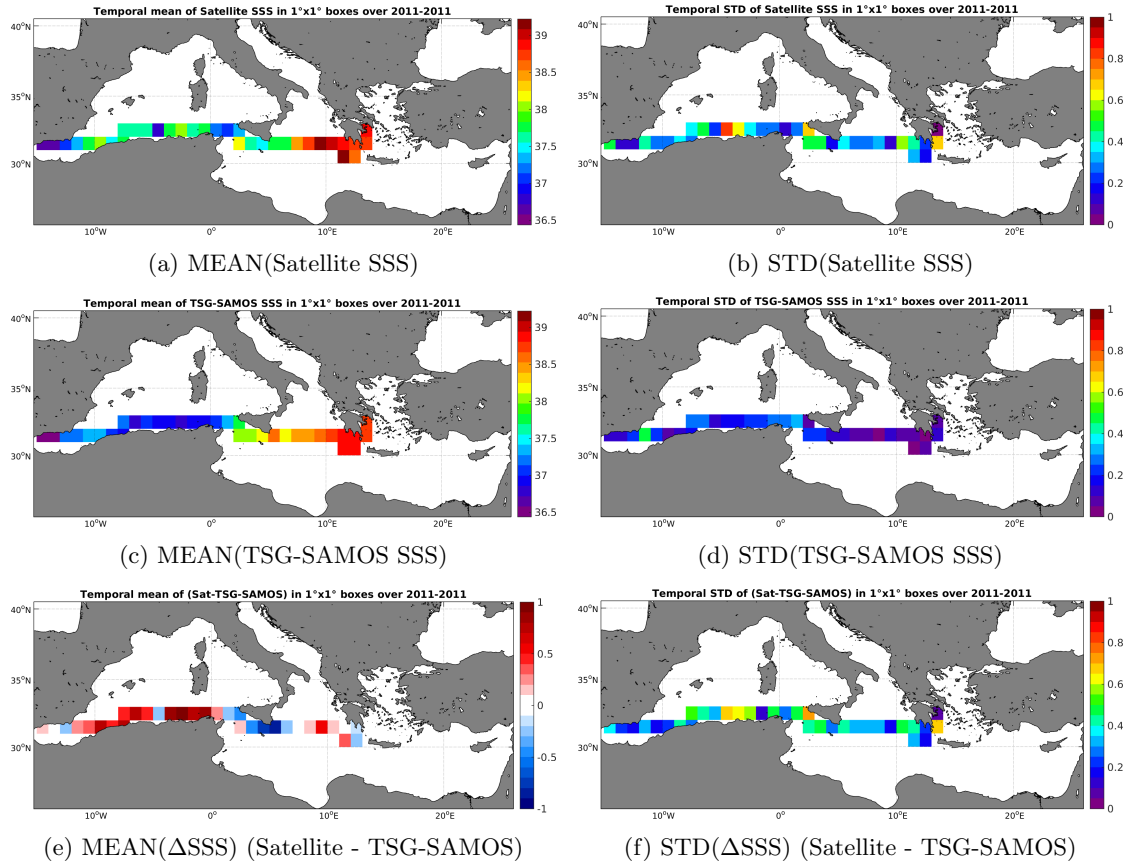 Temporal mean of Satellite SSS in 1°x1° boxes over 2011-2011
40°N
35°N
30°N
10°W
0°
10°E
20°E
39
38.5
38
37.5
37
36.5
(a) MEAN(Satellite SSS)
Temporal STD of Satellite SSS in 1°x1° boxes over 2011-2011
40°N
35°N
30°N
10°W
0°
10°E
20°E
1
0.8
0.6
0.4
0.2
0
(b) STD(Satellite SSS)
Temporal mean of TSG-SAMOS SSS in 1°x1° boxes over 2011-2011
40°N
35°N
30°N
10°W
0°
10°E
20°E
39
38.5
38
37.5
37
36.5
(c) MEAN(TSG-SAMOS SSS)
Temporal STD of TSG-SAMOS SSS in 1°x1° boxes over 2011-2011
40°N
35°N
30°N
10°W
0°
10°E
20°E
1
0.8
0.6
0.4
0.2
0
(d) STD(TSG-SAMOS SSS)
Temporal mean of (Sat-TSG-SAMOS) in 1°x1° boxes over 2011-2011
40°N
35°N
30°N
10°W
0°
10°E
20°E
1
0.5
-0
-0.5
-1
(e) MEAN(ΔSSS) (Satellite - TSG-SAMOS)
Temporal STD of (Sat-TSG-SAMOS) in 1°x1° boxes over 2011-2011
40°N
35°N
30°N
10°W
0°
10°E
20°E
1
0.8
0.6
0.4
0.2
0
(f) STD(ΔSSS) (Satellite - TSG-SAMOS)